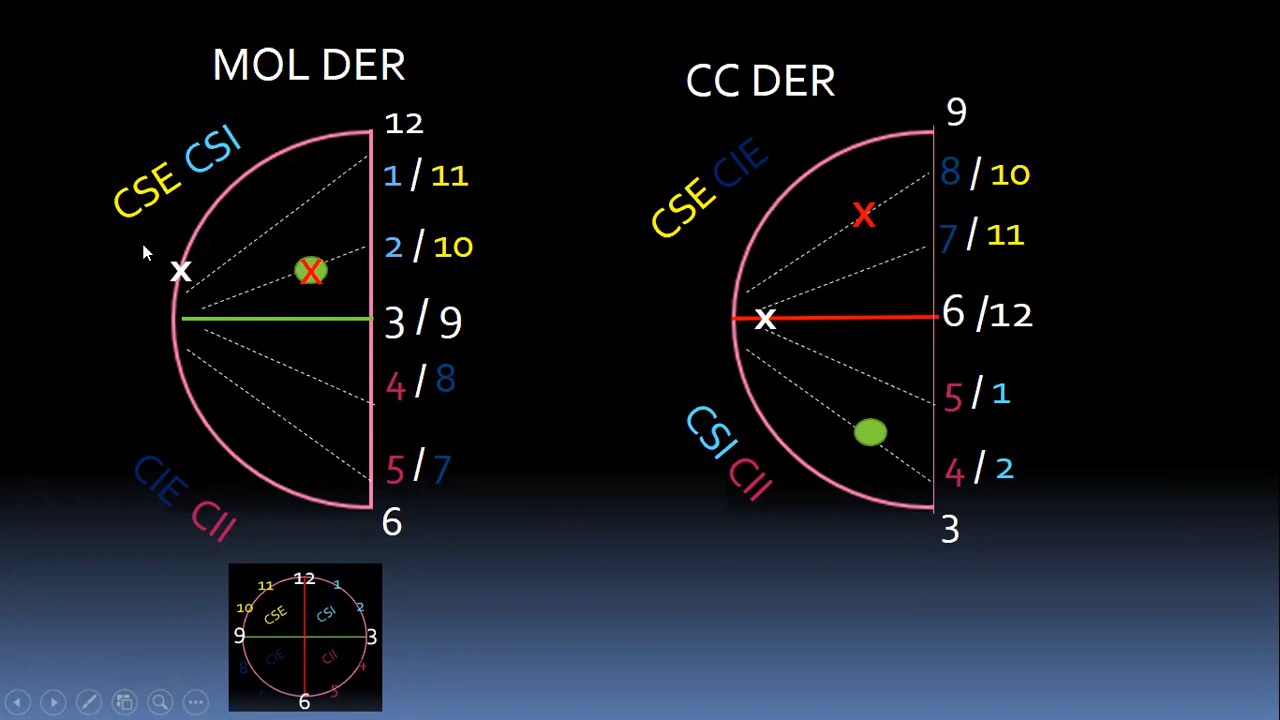 MOL DER
CSE CSI
12
1 / 11
x
x
2 / 10
3 / 9
4 / 8
5 / 7
6
CIE CII
CC DER
CSE CIE
9
8 / 10
x
7 / 11
x
6 /12
5 / 1
4 / 2
3
CSI CII
12
11
1
10
CSE
CSI
2
9
3
CIE
CII
8
4
5
6